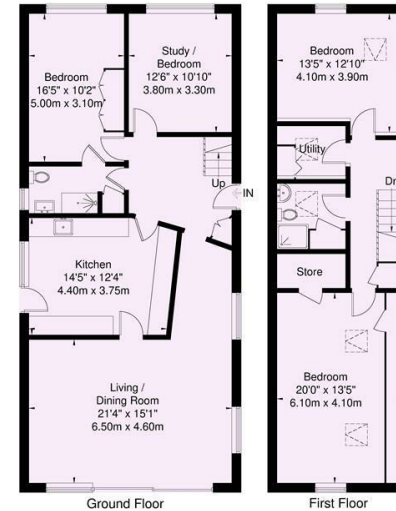 Bedroom
16'5" x 10'2"
5.00m x 3.10m
Study /
Bedroom
12'6" x 10'10"
3.80m x 3.30m
Up
IN
Kitchen
14'5" x 12'4"
4.40m x 3.75m
Living /
Dining Room
21'4" x 15'1"
6.50m x 4.60m
Ground Floor
Bedroom
13'5" x 12'10"
4.10m x 3.90m
Utility
Store
Bedroom
20'0" x 13'5"
6.10m x 4.10m
First Floor